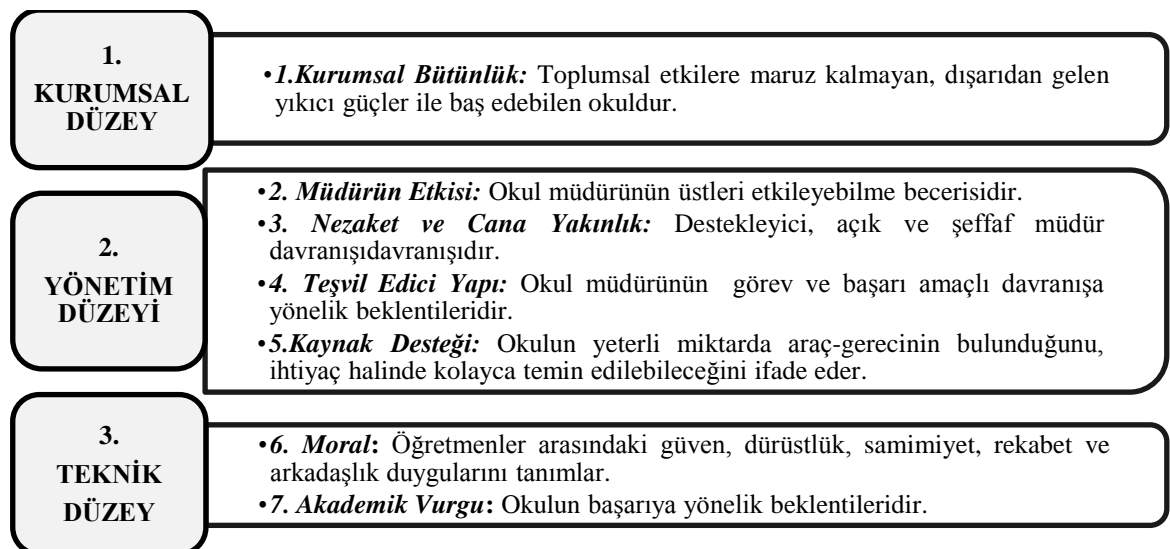 1.
KURUMSAL
DÜZEY
•1.Kurumsal Bütünlük: Toplumsal etkilere maruz kalmayan, dışarıdan gelen
yıkıcı güçler ile baş edebilen okuldur.
2.
YÖNETİM
DÜZEYİ
•2. Müdürün Etkisi: Okul müdürünün üstleri etkileyebilme becerisidir.
•3. Nezaket ve Cana Yakınlık: Destekleyici, açık ve şeffaf müdür
davranışıdavranışıdır.
•4. Teşvil Edici Yapı: Okul müdürünün görev ve başarı amaçlı davranışa
yönelik beklentileridir.
•5.Kaynak Desteği: Okulun yeterli miktarda araç-gerecinin bulunduğunu,
ihtiyaç halinde kolayca temin edilebileceğini ifade eder.
3.
TEKNİK
DÜZEY
•6. Moral: Öğretmenler arasındaki güven, dürüstlük, samimiyet, rekabet ve
arkadaşlık duygularını tanımlar.
•7. Akademik Vurgu: Okulun başarıya yönelik beklentileridir.